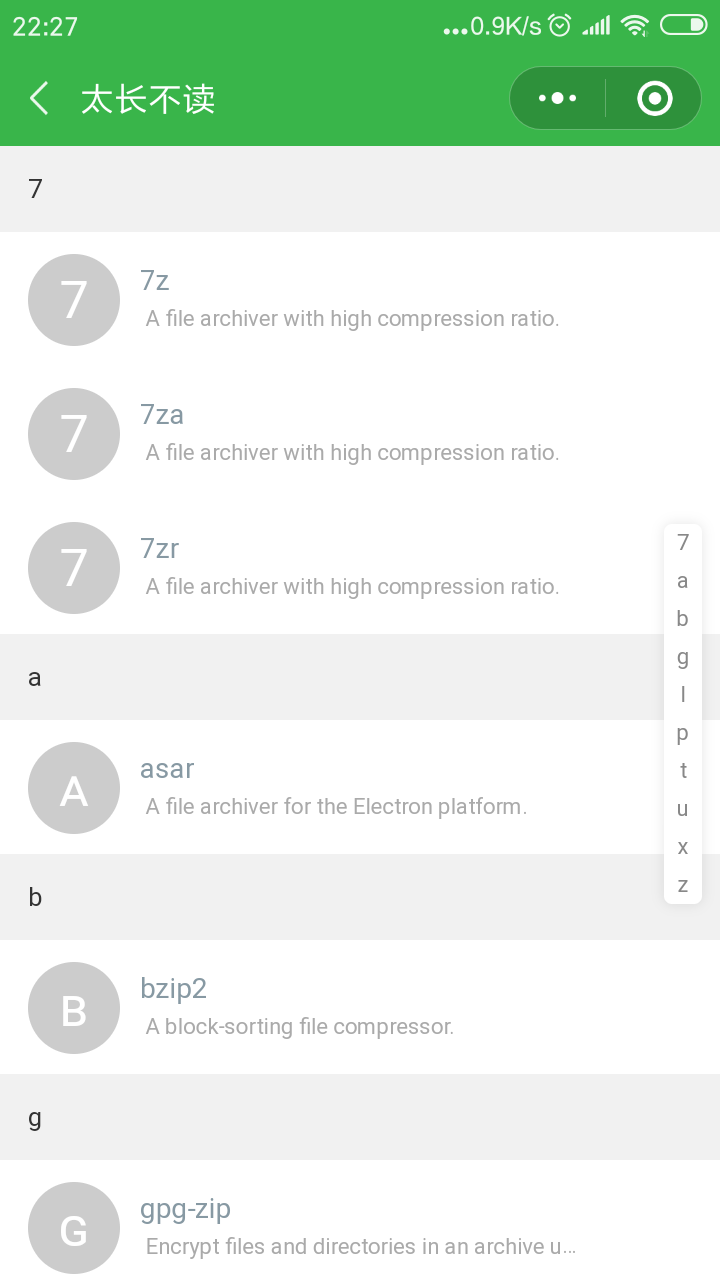 22:27
...0.9K/s
太长不读
7
7
7z
A file archiver with high compression ratio.
7
7za
A file archiver with high compression ratio.
7
7zr
A file archiver with high compression ratio.
a
A
asar
A file archiver for the Electron platform.
b
B
bzip2
A block-sorting file compressor.
g
G
gpg-zip
Encrypt files and directories in an archive u...
7
a
b
g
l
p
t
u
x
z